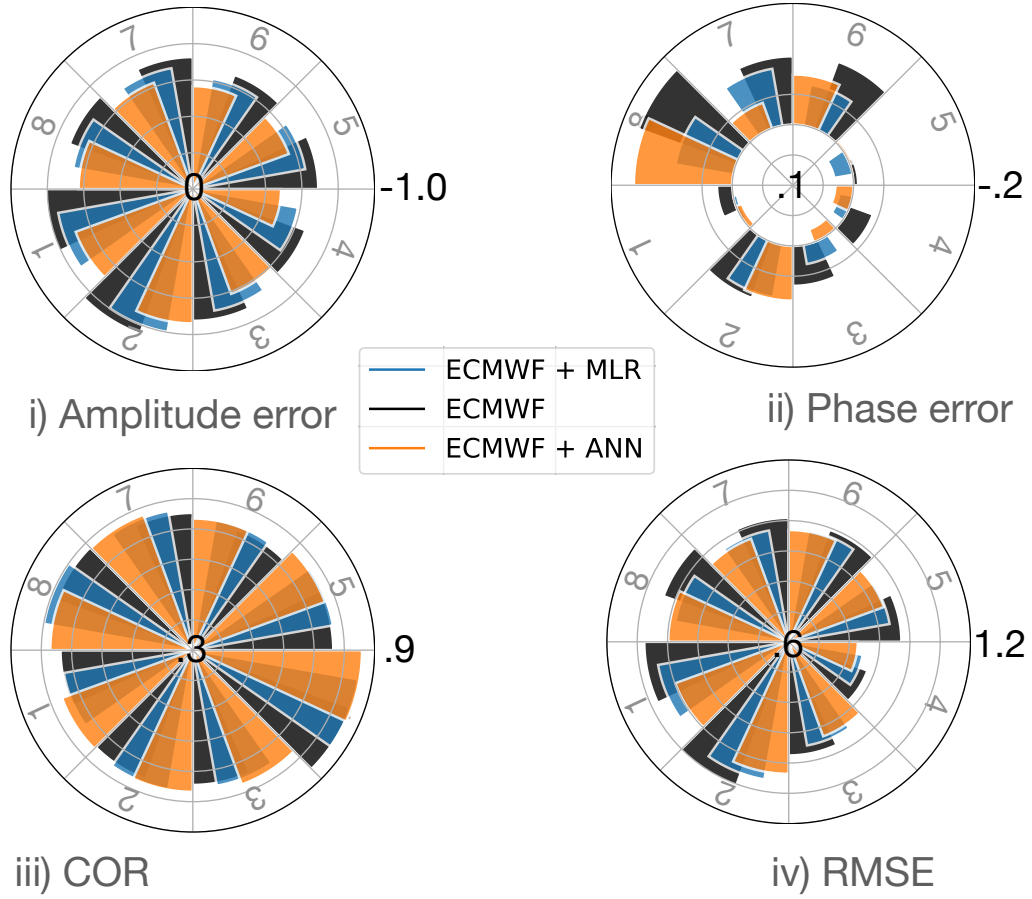 7 6
8 5
0 -1.0
1 4
2 3
i) Amplitude error
7 6
8 5
.1 -.2
1 4
2 3
ii) Phase error
ECMWF + MLR
ECMWF
ECMWF + ANN
7 6
8 5
.3 .9
1 4
2 3
iii) COR
7 6
8 5
.6 1.2
1 4
2 3
iv) RMSE